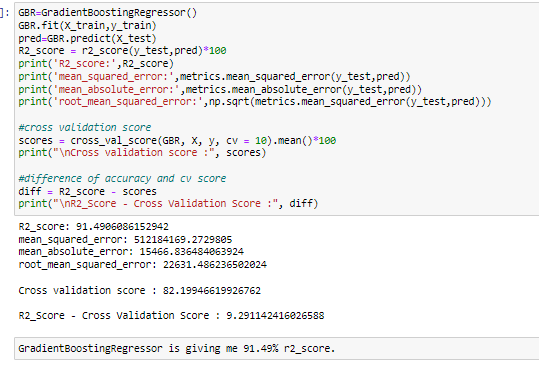 ]: GBR=GradientBoostingRegressor()
GBR.fit(X_train,y_train)
pred=GBR.predict(X_test)
R2_score = r2_score(y_test,pred)*100
print('R2_score:',R2_score)
print('mean_squared_error:',metrics.mean_squared_error(y_test,pred))
print('mean_absolute_error:',metrics.mean_absolute_error(y_test,pred))
print('root_mean_squared_error:',np.sqrt(metrics.mean_squared_error(y_test,pred)))
#cross validation score
scores = cross_val_score(GBR, X, y, cv = 10).mean()*100
print("\nCross validation score :", scores)
#difference of accuracy and cv score
diff = R2_score - scores
print("\nR2_Score - Cross Validation Score :", diff)
R2_score: 91.4906086152942
mean_squared_error: 512184169.2729805
mean_absolute_error: 15466.836484063924
root_mean_squared_error: 22631.486236502024
Cross validation score : 82.19946619926762
R2_Score - Cross Validation Score : 9.291142416026588
GradientBoostingRegressor is giving me 91.49% r2_score.